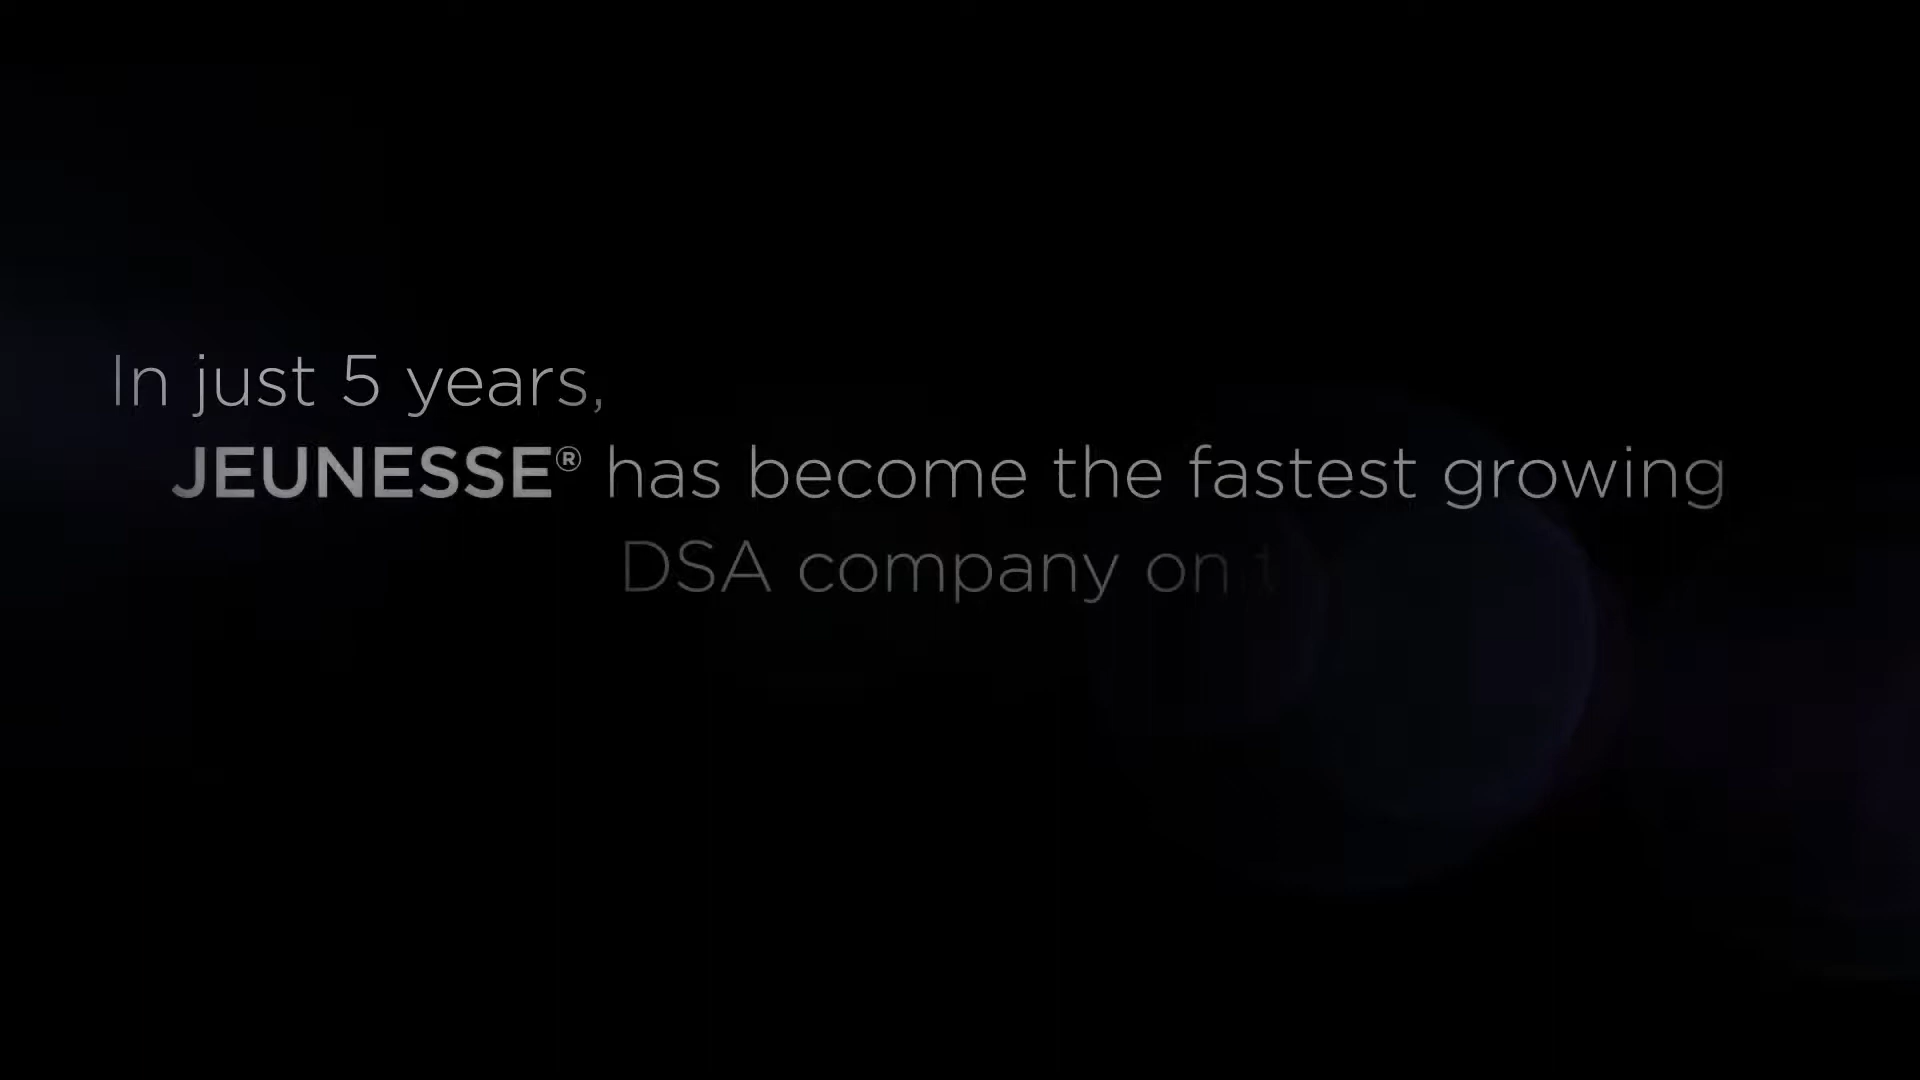 In just 5 years,
JEUNESSE® has become the fastest growing
DSA company on